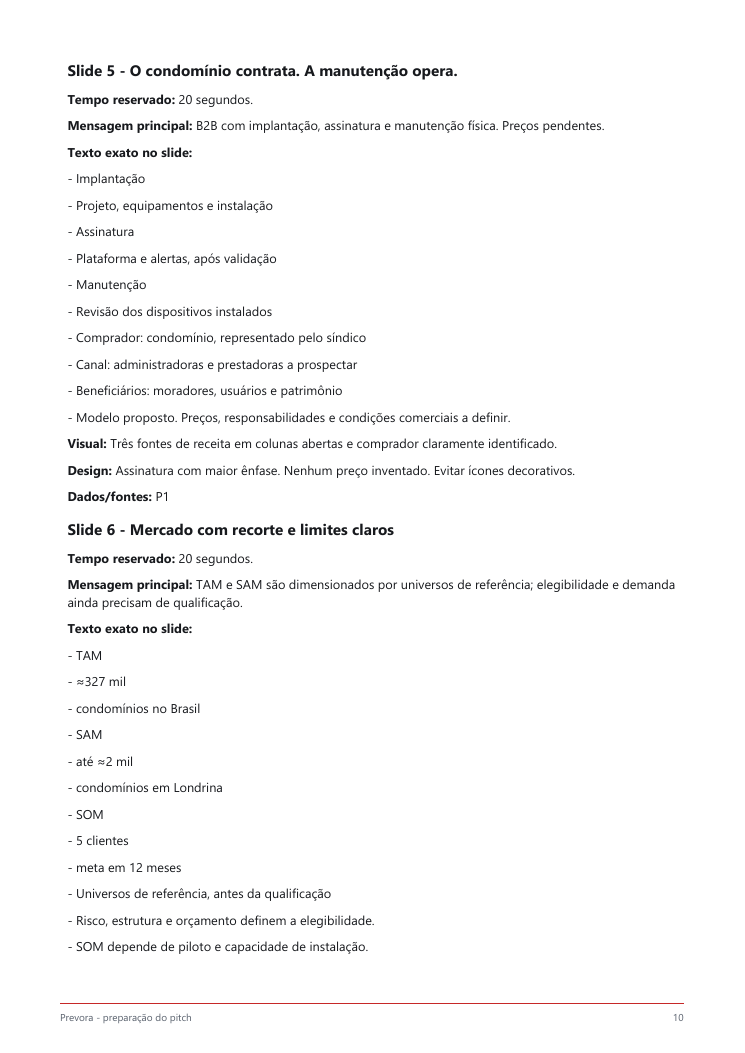 Slide 5 - O condomínio contrata. A manutenção opera.
Tempo reservado: 20 segundos.
Mensagem principal: B2B com implantação, assinatura e manutenção física. Preços pendentes.
Texto exato no slide:
- Implantação
- Projeto, equipamentos e instalação
- Assinatura
- Plataforma e alertas, após validação
- Manutenção
- Revisão dos dispositivos instalados
- Comprador: condomínio, representado pelo síndico
- Canal: administradoras e prestadoras a prospectar
- Beneficiários: moradores, usuários e patrimônio
- Modelo proposto. Preços, responsabilidades e condições comerciais a definir.
Visual: Três fontes de receita em colunas abertas e comprador claramente identificado.
Design: Assinatura com maior ênfase. Nenhum preço inventado. Evitar ícones decorativos.
Dados/fontes: P1
Slide 6 - Mercado com recorte e limites claros
Tempo reservado: 20 segundos.
Mensagem principal: TAM e SAM são dimensionados por universos de referência; elegibilidade e demanda
ainda precisam de qualificação.
Texto exato no slide:
- TAM
- ≈327 mil
- condomínios no Brasil
- SAM
- até ≈2 mil
- condomínios em Londrina
- SOM
- 5 clientes
- meta em 12 meses
- Universos de referência, antes da qualificação
- Risco, estrutura e orçamento definem a elegibilidade.
- SOM depende de piloto e capacidade de instalação.
Prevora - preparação do pitch
10